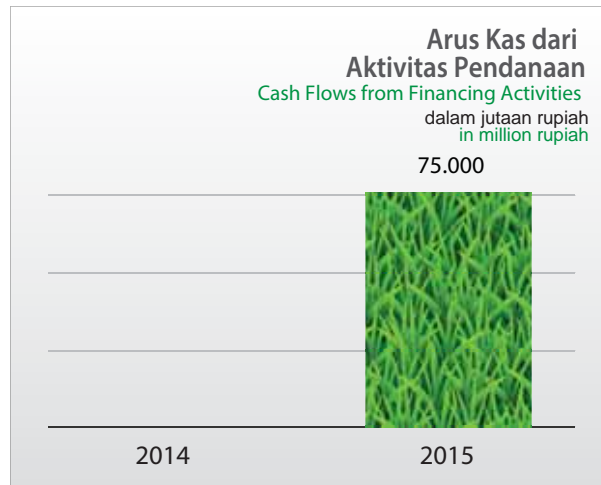 Arus Kas dari
Aktivitas Pendanaan
Cash Flows from Financing Activities
dalam jutaan rupiah
in million rupiah
75.000
2014 2015